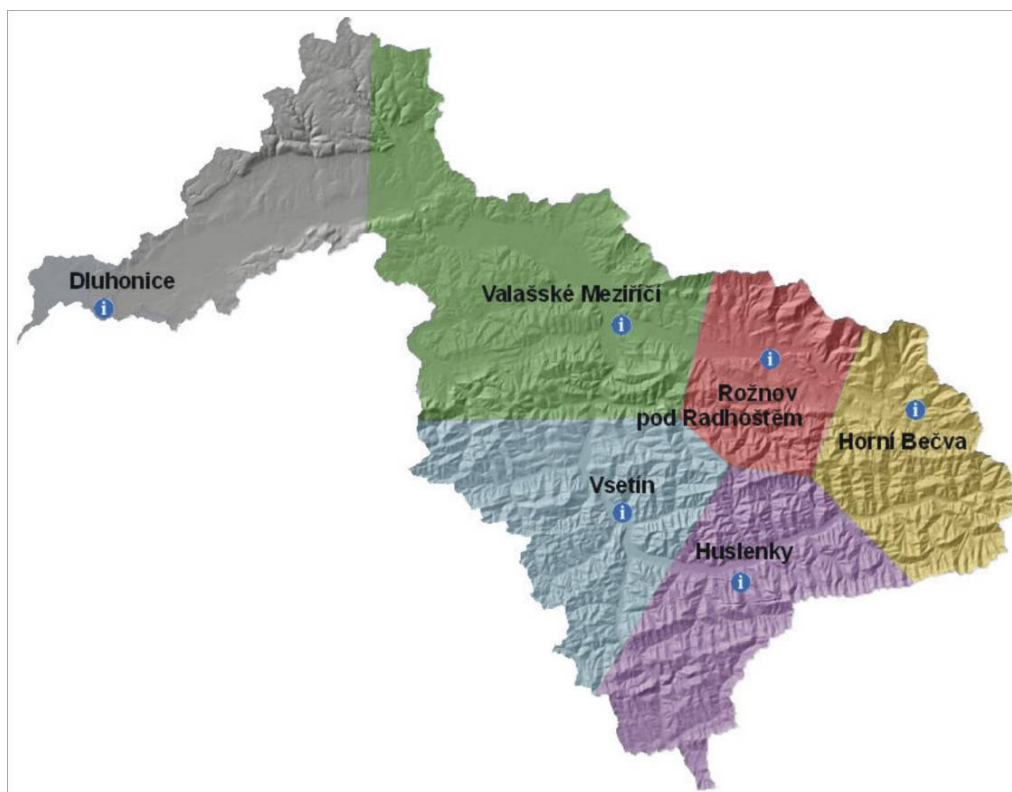 Dluhonice
Valašské Meziříčí
Rožnov
pod Radhoštěm
Horní Bečva
Vsetín
Huslenky